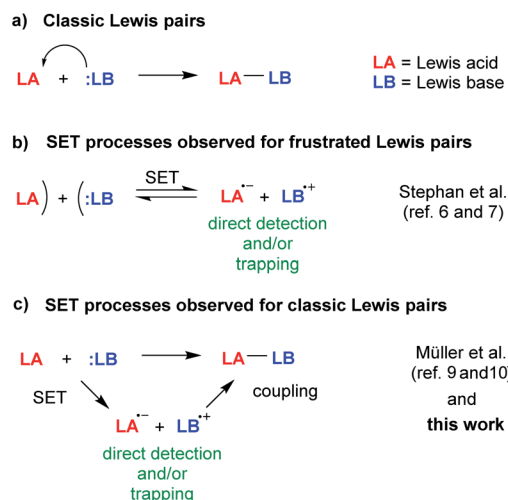 a) Classic Lewis pairs
LA + :LB LA—LB
LA = Lewis acid
LB = Lewis base
b) SET processes observed for frustrated Lewis pairs
SET
LA) + (:LB LA•− + LB•+
direct detection
and/or
trapping
Stephan et al.
(ref. 6 and 7)
c) SET processes observed for classic Lewis pairs
LA + :LB LA—LB
SET
coupling
LA•− + LB•+
direct detection
and/or
trapping
Müller et al.
(ref. 9 and10)
and
this work